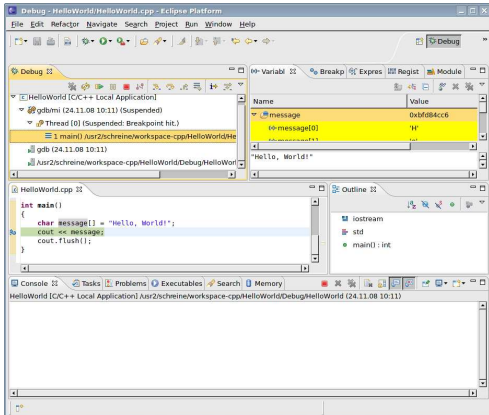 Debug - HelloWorld/HelloWorld.cpp - Eclipse Platform
File Edit Refactor Navigate Search Project Run Window Help
Debug
Debug
Variabl Breakp Expres Regist Module
HelloWorld [C/C++ Local Application]
gdb/mi (24.11.08 10:11) (Suspended)
Thread [0] (Suspended: Breakpoint hit.)
1 main() /usr2/schreine/workspace-cpp/HelloWorld/He
gdb (24.11.08 10:11)
/usr2/schreine/workspace-cpp/HelloWorld/Debug/HelloWorl
Name Value
message 0xbfd84cc6
message[0] 'H'
"Hello, World!"
HelloWorld.cpp
int main()
{
char message[] = "Hello, World!";
cout << message;
cout.flush();
}
Outline
iostream
std
main() : int
Console Tasks Problems Executables Search Memory
HelloWorld [C/C++ Local Application] /usr2/schreine/workspace-cpp/HelloWorld/Debug/HelloWorld (24.11.08 10:11)